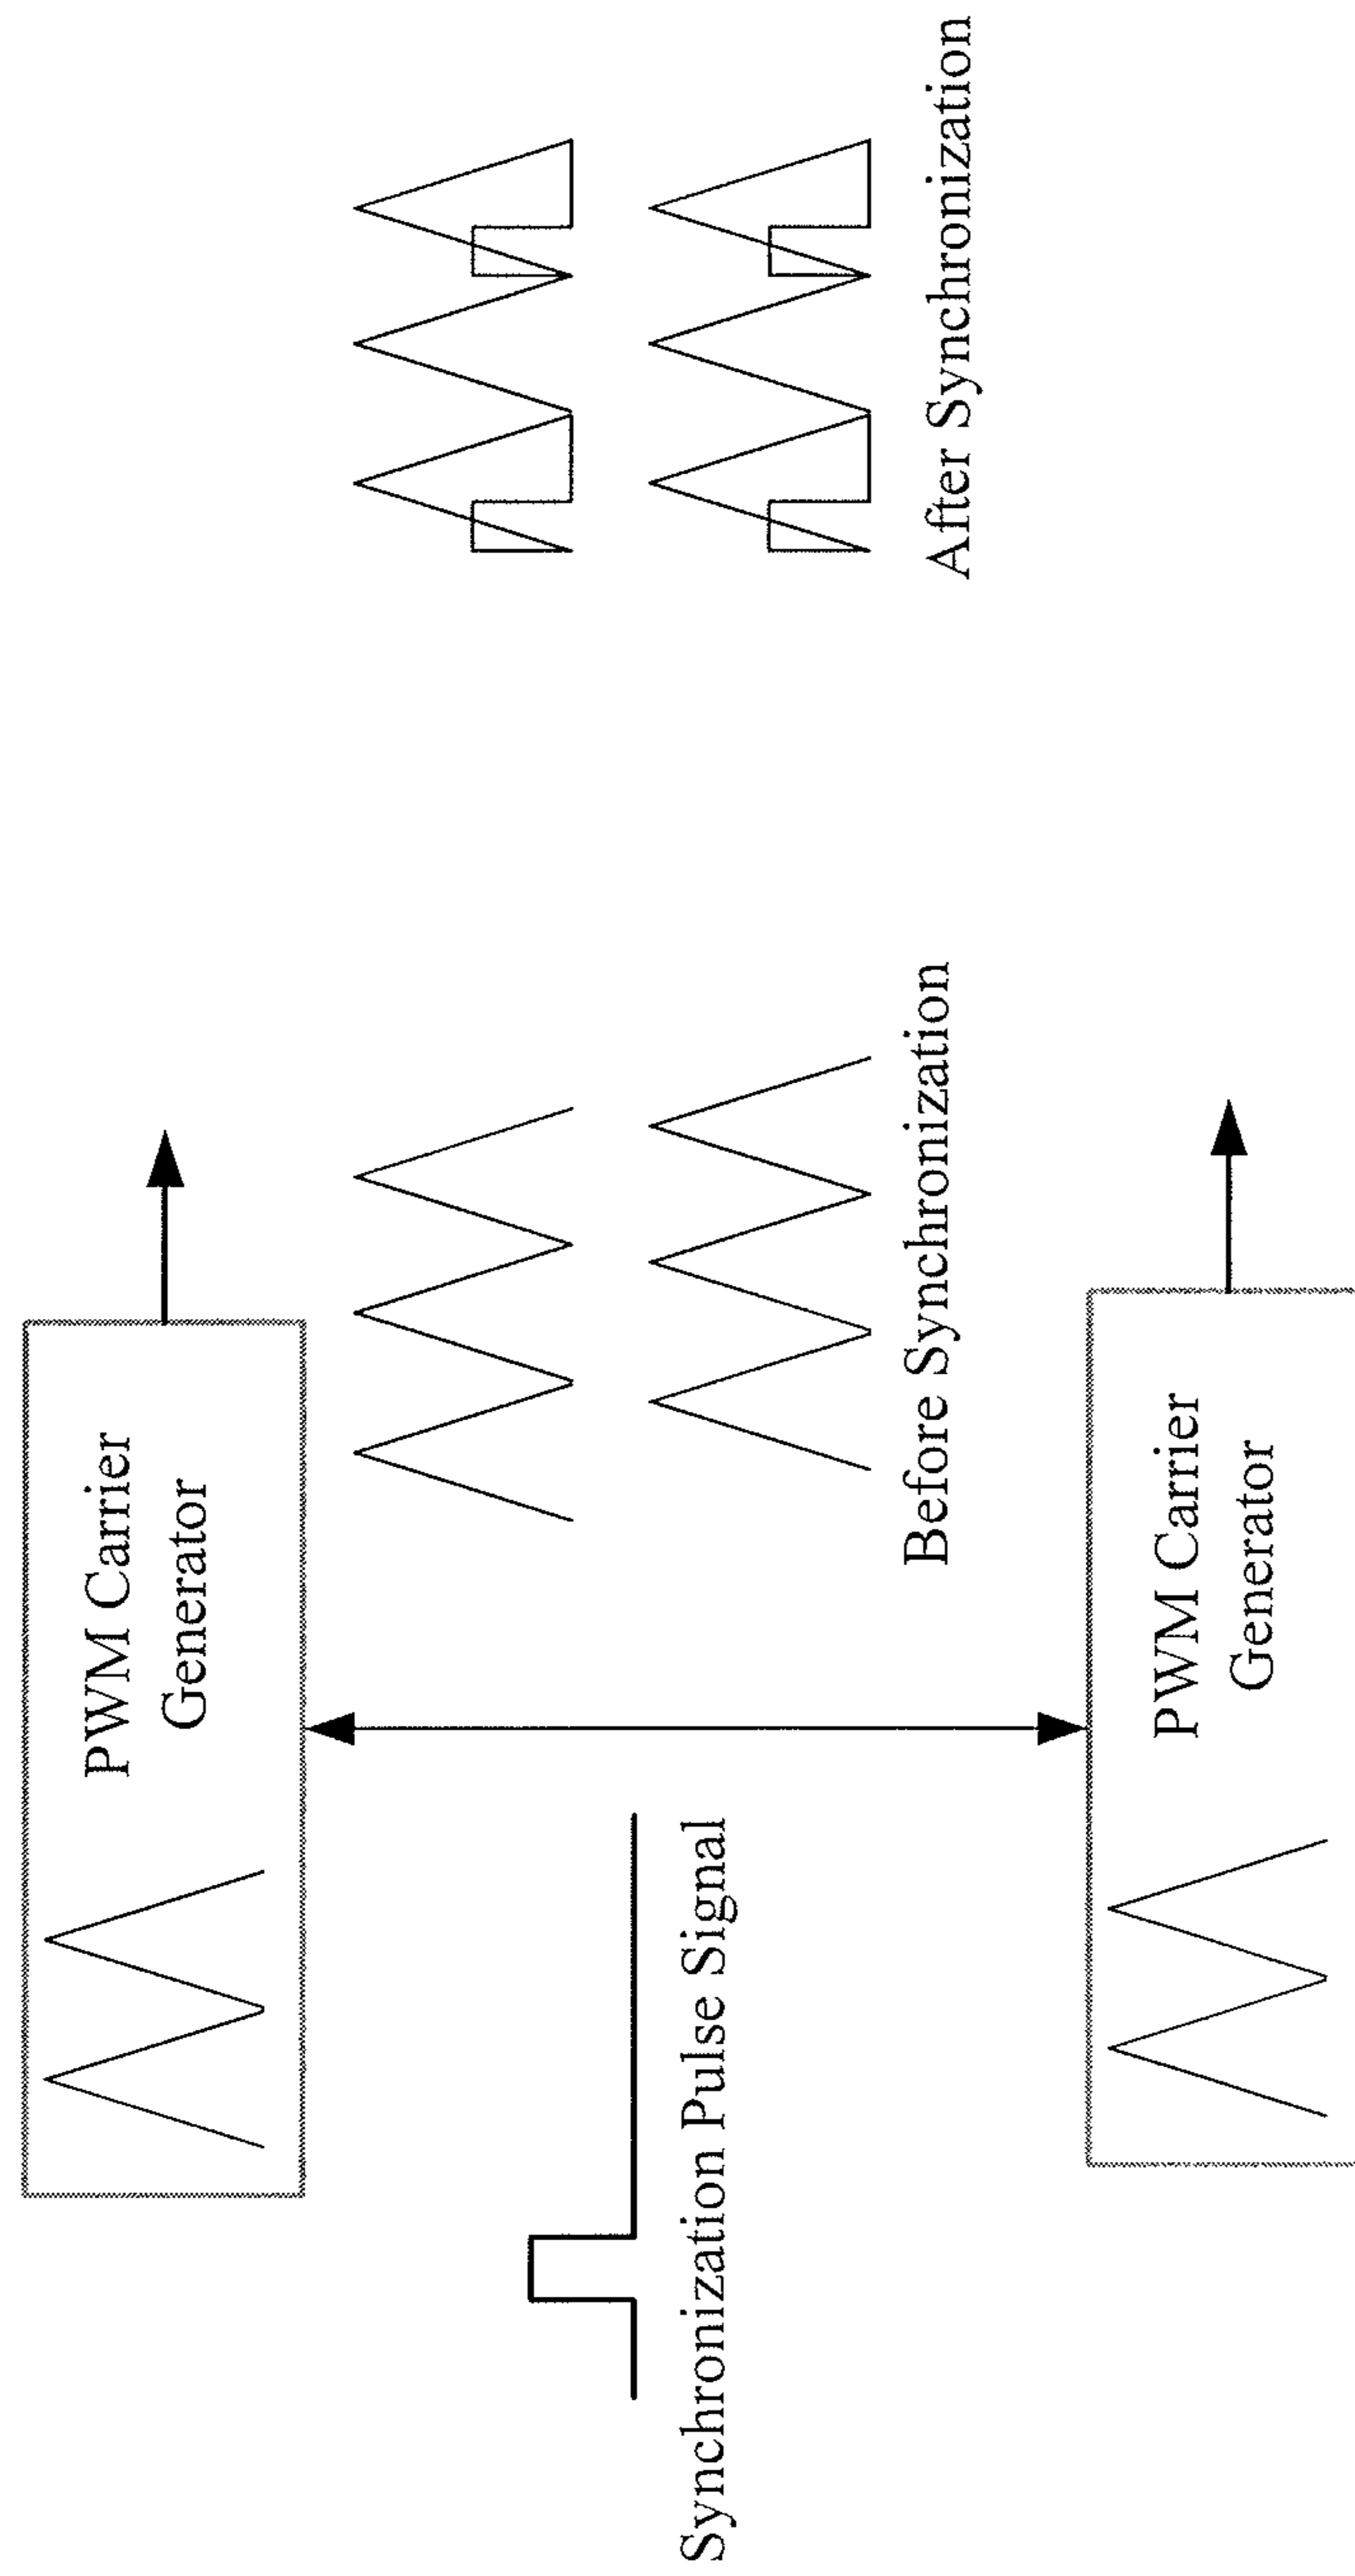 PWM Carrier
Generator
Synchronization Pulse Signal
Before Synchronization
After Synchronization
PWM Carrier
Generator